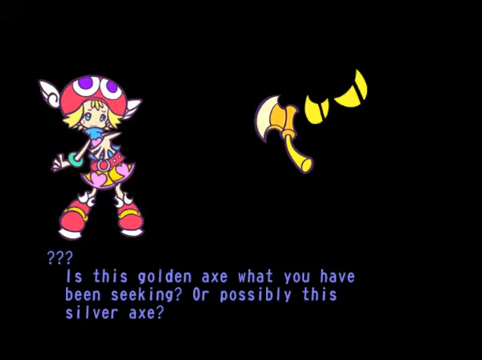 ???
Is this golden axe what you have
been seeking? Or possibly this
silver axe?